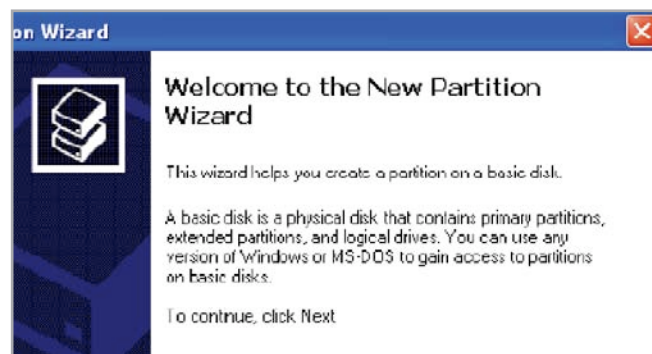 on Wizard
Welcome to the New Partition
Wizard
This wizard helps you create a partition on a basic disk.
A basic disk is a physical disk that contains primary partitions,
extended partitions, and logical drives. You can use any
version of Windows or MS-DOS to gain access to partitions
on basic disks.
To continue, click Next